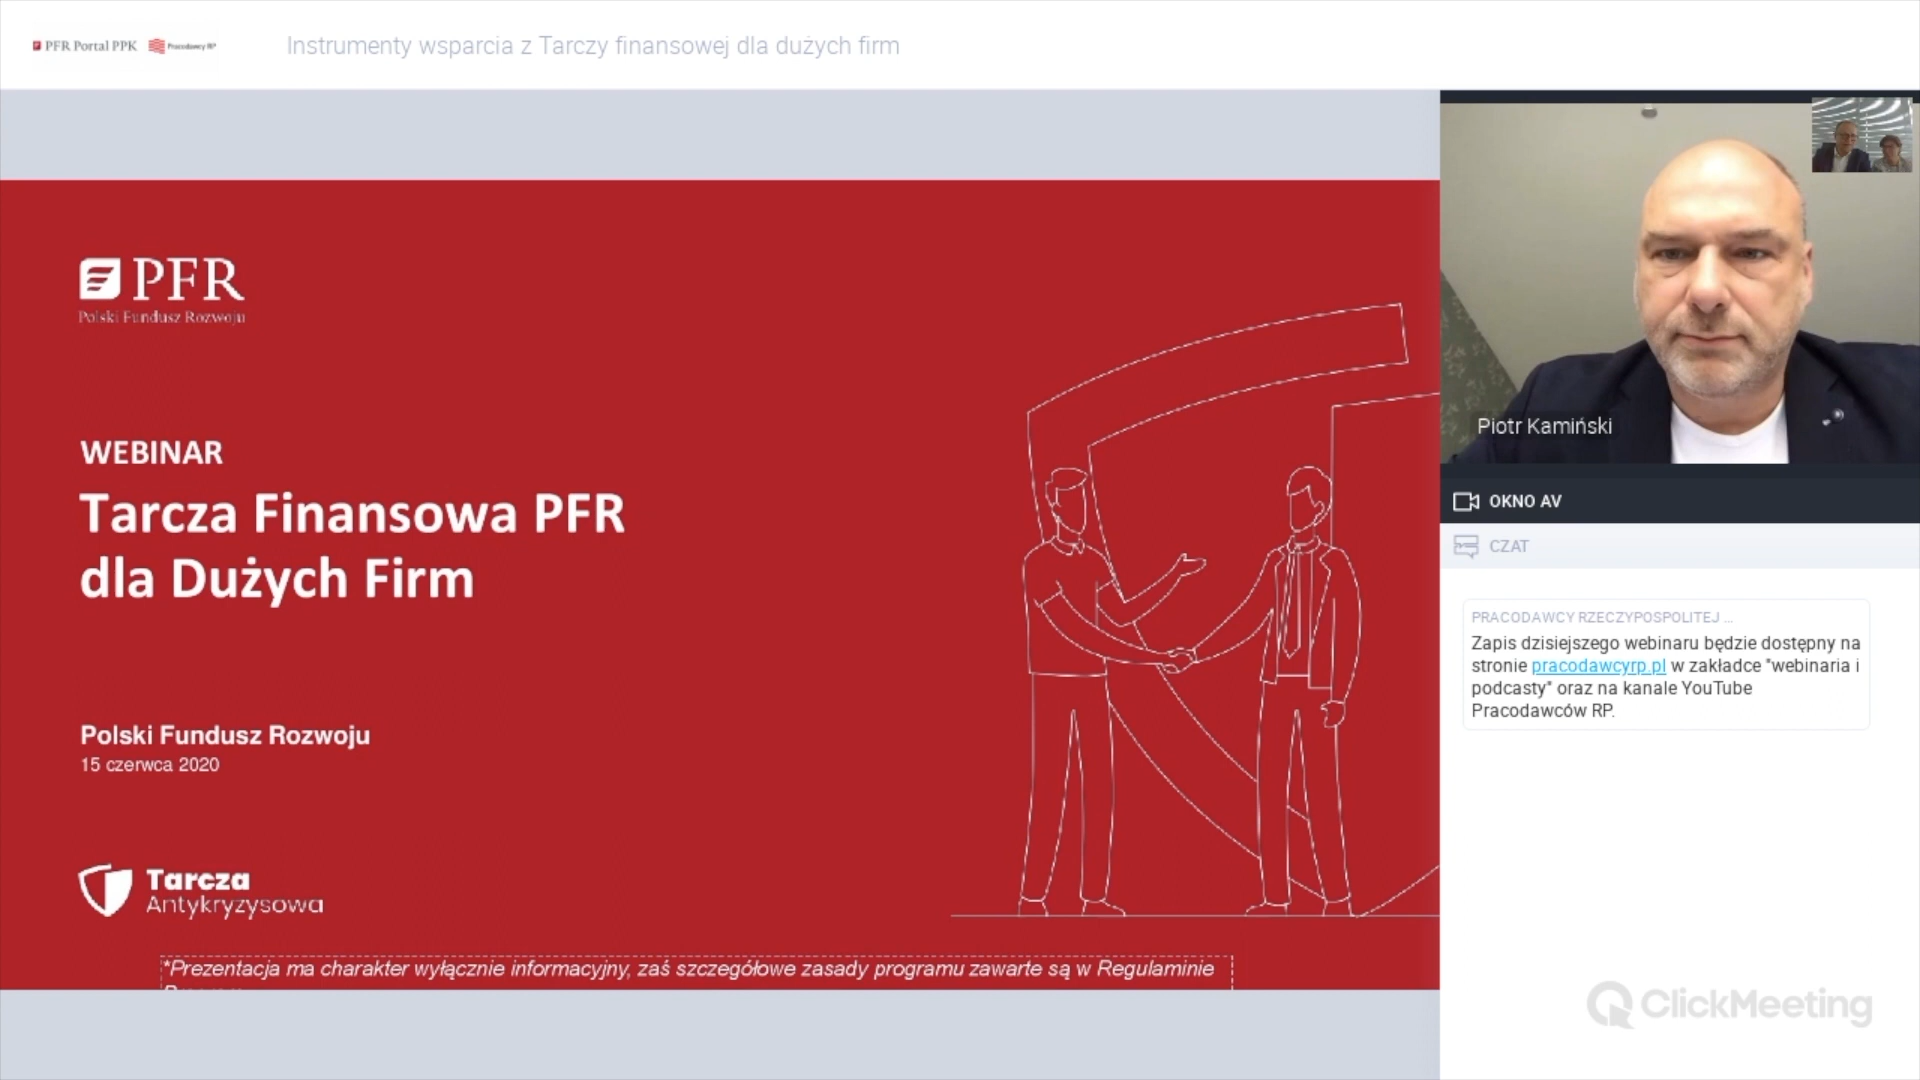 PFR Portal PPK
Pracodawcy RP
Instrumenty wsparcia z Tarczy finansowej dla dużych firm
PFR
Polski Fundusz Rozwoju
WEBINAR
Tarcza Finansowa PFR
dla Dużych Firm
Polski Fundusz Rozwoju
15 czerwca 2020
Tarcza
Antykryzysowa
*Prezentacja ma charakter wyłącznie informacyjny, zaś szczegółowe zasady programu zawarte są w Regulaminie
Piotr Kamiński
OKNO AV
CZAT
PRACODAWCY RZECZYPOSPOLITEJ ...
Zapis dzisiejszego webinaru będzie dostępny na
stronie pracodawcyrp.pl w zakładce "webinaria i
podcasty" oraz na kanale YouTube
Pracodawców RP.
ClickMeeting